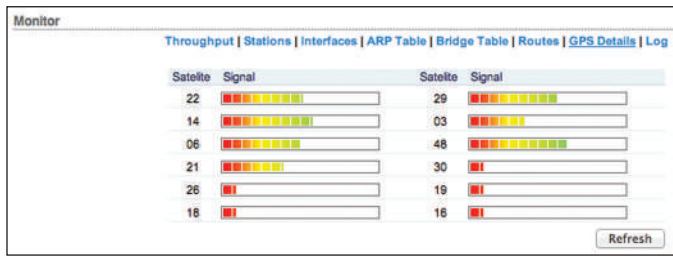 Monitor
Throughput | Stations | Interfaces | ARP Table | Bridge Table | Routes | GPS Details | Log
Satelite Signal Satelite Signal
22 29
14 03
06 48
21 30
26 19
18 16
Refresh